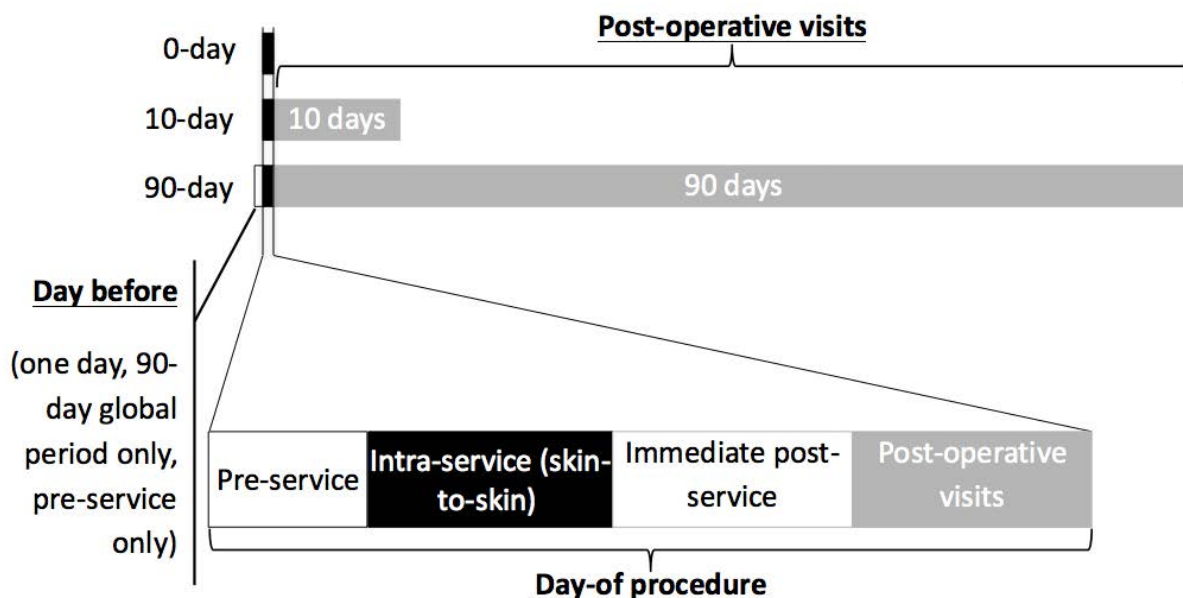 Post-operative visits
0-day
10-day
10 days
90-day
90 days
Day before
(one day, 90-
day global
period only,
pre-service
only)
Pre-service
Intra-service (skin-
to-skin)
Immediate post-
service
Post-operative
visits
Day-of procedure